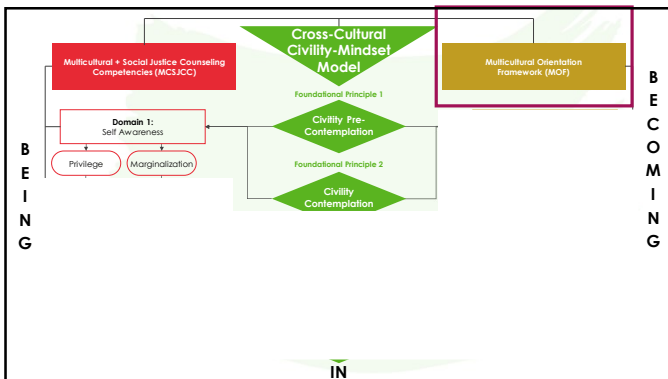 Cross-Cultural
Civility-Mindset
Model
Multicultural + Social Justice Counseling
Competencies (MCSJCC)
Multicultural Orientation
Framework (MOF)
Foundational Principle 1
Domain 1:
Self Awareness
Civitity Pre-
Contemplation
Privilege
Marginalization
Foundational Principle 2
Civility
Contemplation
B
E
I
N
G
B
E
C
O
M
I
N
G
IN